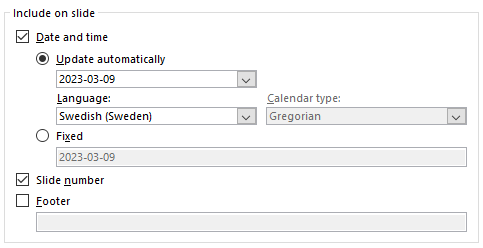 Include on slide
Date and time
Update automatically
2023-03-09
Language: Calendar type:
Swedish (Sweden) Gregorian
Fixed
2023-03-09
Slide number
Footer